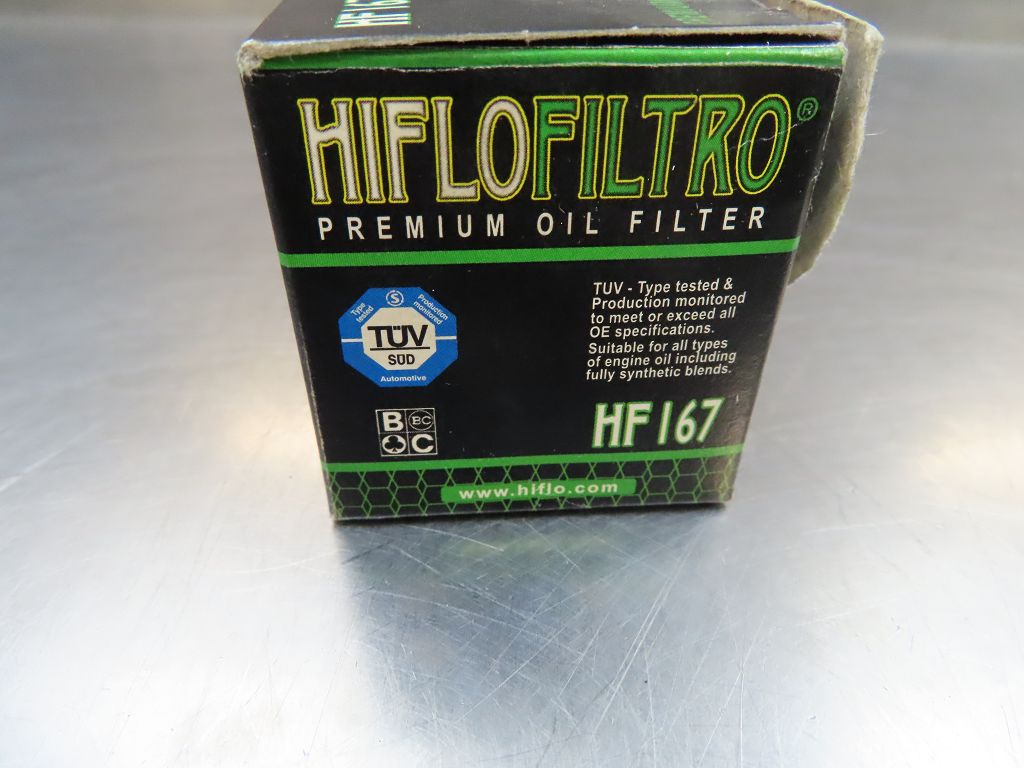 HF167
HIFLOFILTRO®
PREMIUM OIL FILTER
TUV - Type tested &
Production monitored
to meet or exceed all
OE specifications.
Suitable for all types
of engine oil including
fully synthetic blends.
Type tested
S
Production monitored
TÜV
SÜD
Automotive
B BC
C
HF167
www.hiflo.com